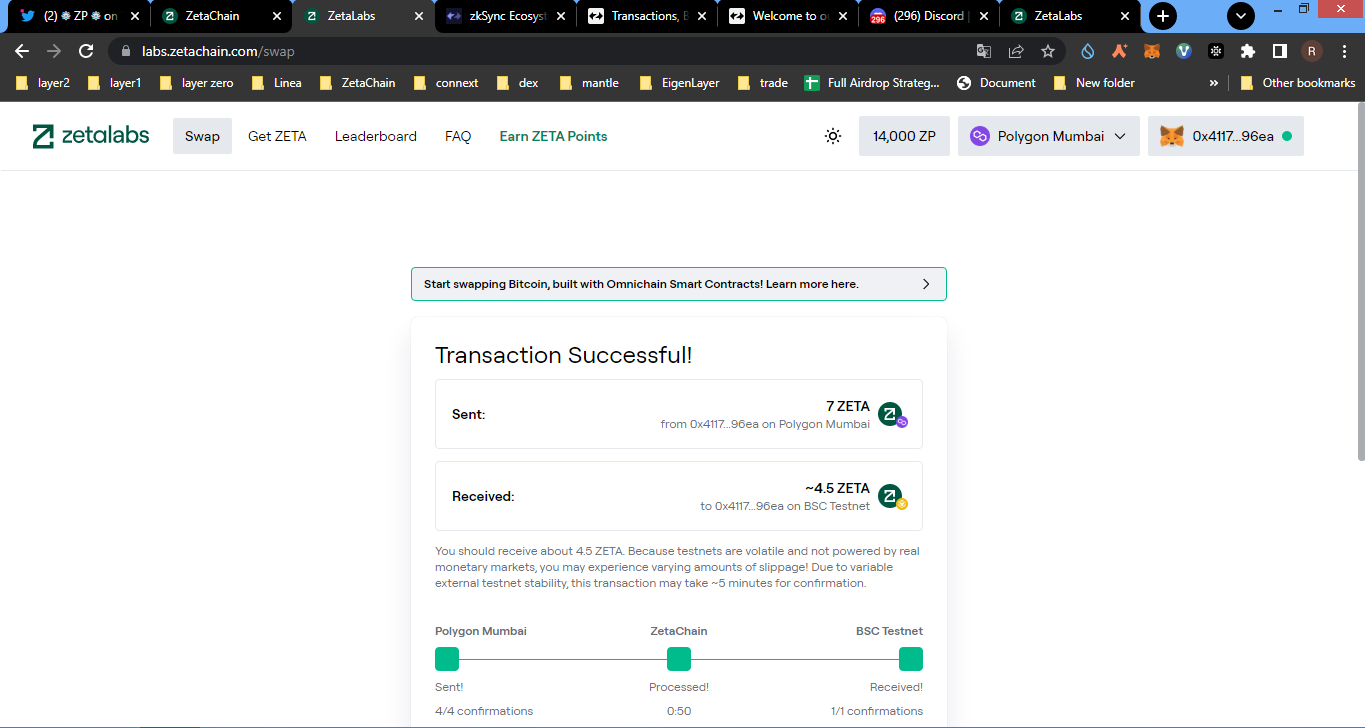 (2) ❅ ZP ❅ on
ZetaChain
ZetaLabs
zkSync Ecosyst
Transactions, B
Welcome to ou
296
(296) Discord |
ZetaLabs
labs.zetachain.com/swap
R
layer2
layer1
layer zero
Linea
ZetaChain
connext
dex
mantle
EigenLayer
trade
Full Airdrop Strateg...
Document
New folder
»
Other bookmarks
zetalabs
Swap
Get ZETA
Leaderboard
FAQ
Earn ZETA Points
14,000 ZP
Polygon Mumbai
0x4117...96ea
Start swapping Bitcoin, built with Omnichain Smart Contracts! Learn more here.
Transaction Successful!
Sent:
7 ZETA
from 0x4117...96ea on Polygon Mumbai
Received:
~4.5 ZETA
to 0x4117...96ea on BSC Testnet
You should receive about 4.5 ZETA. Because testnets are volatile and not powered by real
monetary markets, you may experience varying amounts of slippage! Due to variable
external testnet stability, this transaction may take ~5 minutes for confirmation.
Polygon Mumbai
ZetaChain
BSC Testnet
Sent!
Processed!
Received!
4/4 confirmations
0:50
1/1 confirmations